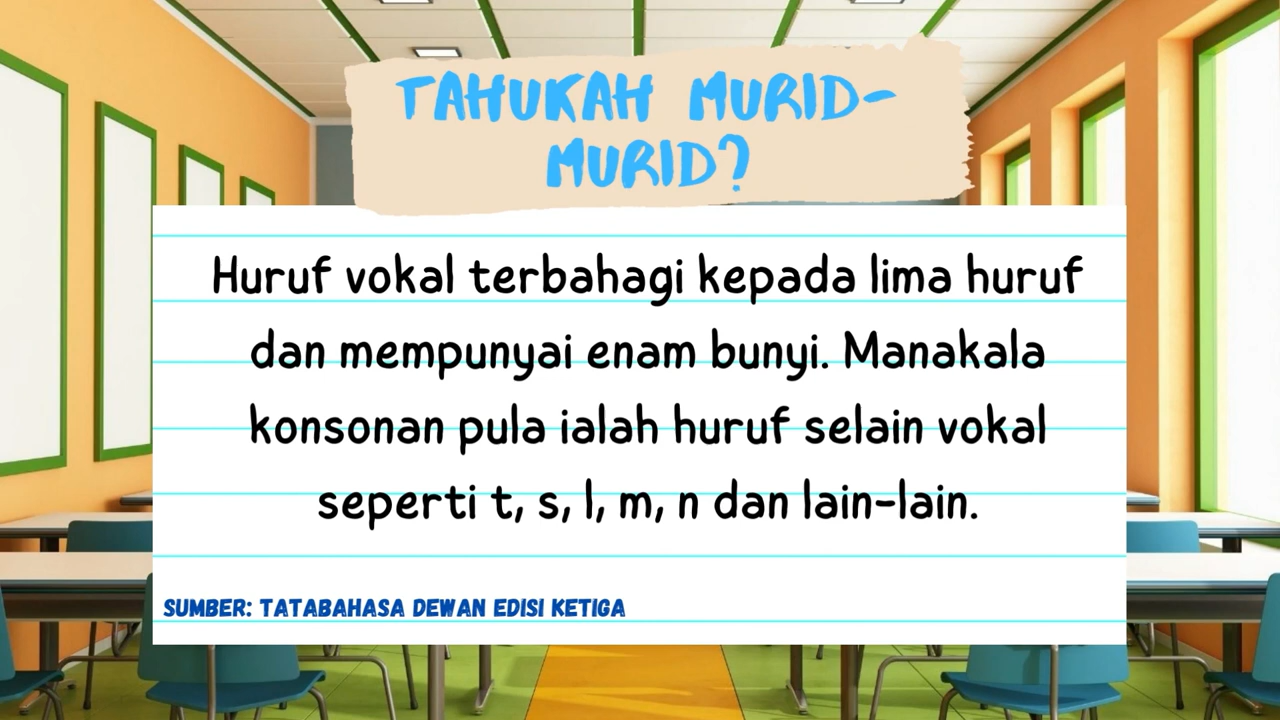 TAHUKAH MURID-
MURID?
Huruf vokal terbahagi kepada lima huruf
dan mempunyai enam bunyi. Manakala
konsonan pula ialah huruf selain vokal
seperti t, s, l, m, n dan lain-lain.
SUMBER: TATABAHASA DEWAN EDISI KETIGA